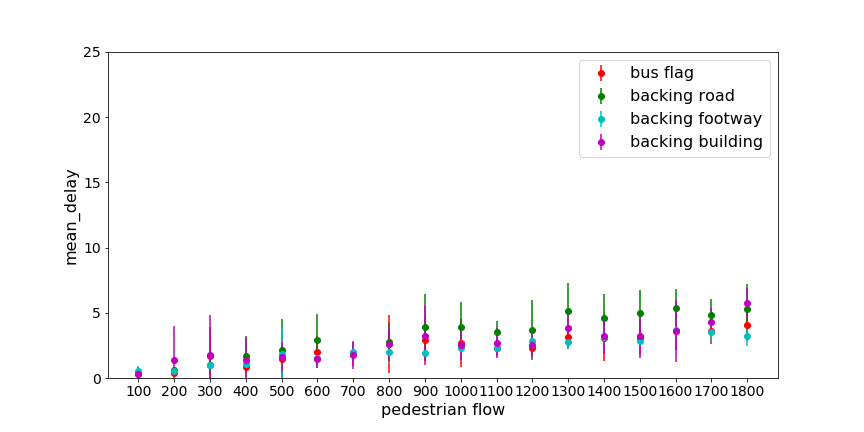 25
20
15
10
5
0
mean_delay
bus flag
backing road
backing footway
backing building
100 200 300 400 500 600 700 800 900 1000 1100 1200 1300 1400 1500 1600 1700 1800
pedestrian flow